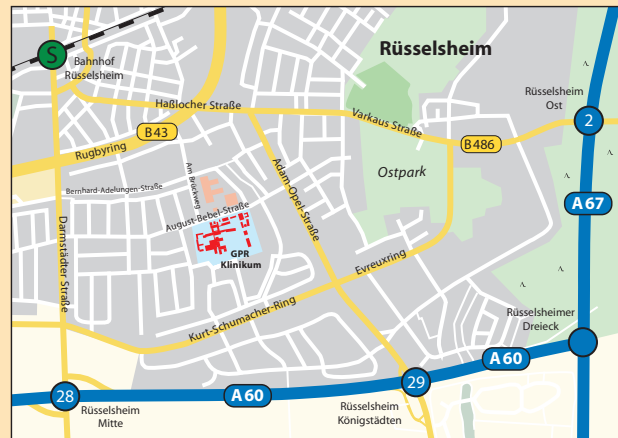 S
Bahnhof
Rüsselsheim
Rüsselsheim
Haßlocher Straße
Varkaus Straße
Rüsselsheim
Ost
2
B43
B486
Rugbyring
Ostpark
Bernhard-Adelungen-Straße
Am Brückweg
August-Bebel-Straße
Adam-Opel-Straße
A67
Darmstädter Straße
GPR
Klinikum
Evreuxring
Kurt-Schumacher-Ring
Rüsselsheimer
Dreieck
A60
28
A60
29
Rüsselsheim
Mitte
Rüsselsheim
Königstädten